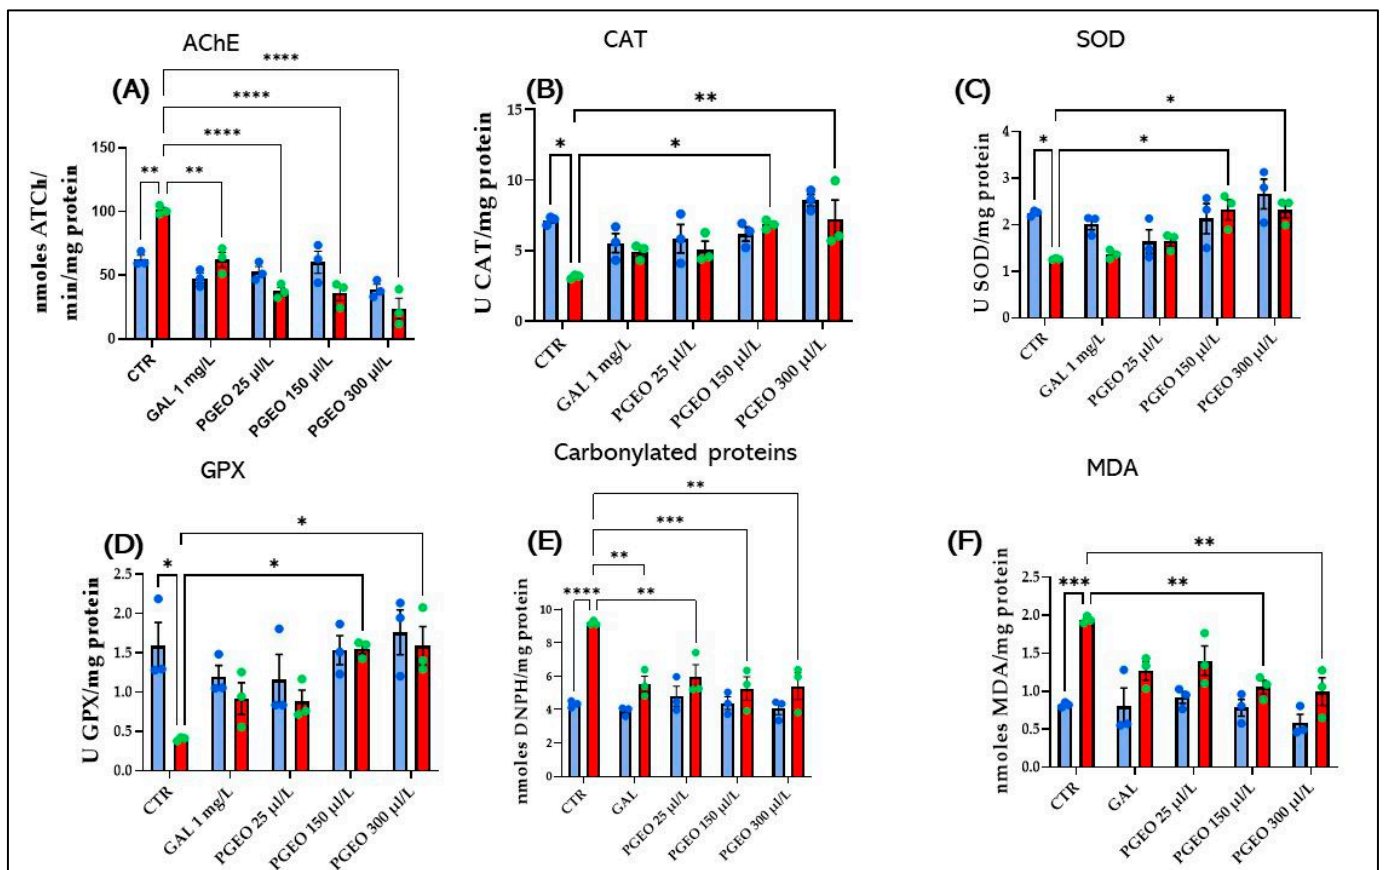 AChE
(A)
****
****
****
**
**
nmoles ATCh/
min/mg protein
150
100
50
0
CTR
GAL 1 mg/L
PGEO 25 µl/L
PGEO 150 µl/L
PGEO 300 µl/L
CAT
(B)
**
*
*
U CAT/mg protein
15
10
5
0
CTR
GAL 1 mg/L
PGEO 25 µl/L
PGEO 150 µl/L
PGEO 300 µl/L
SOD
(C)
*
*
*
U SOD/mg protein
4
3
2
1
0
CTR
GAL 1 mg/L
PGEO 25 µl/L
PGEO 150 µl/L
PGEO 300 µl/L
GPX
(D)
*
*
*
U GPX/mg protein
2.5
2.0
1.5
1.0
0.5
0.0
CTR
GAL 1 mg/L
PGEO 25 µl/L
PGEO 150 µl/L
PGEO 300 µl/L
Carbonylated proteins
(E)
**
***
**
****
**
nmoles DNPH/mg protein
10
8
6
4
2
0
CTR
GAL
PGEO 25 µl/L
PGEO 150 µl/L
PGEO 300 µl/L
MDA
(F)
**
***
**
nmoles MDA/mg protein
2.5
2.0
1.5
1.0
0.5
0.0
CTR
GAL
PGEO 25 µl/L
PGEO 150 µl/L
PGEO 300 µl/L